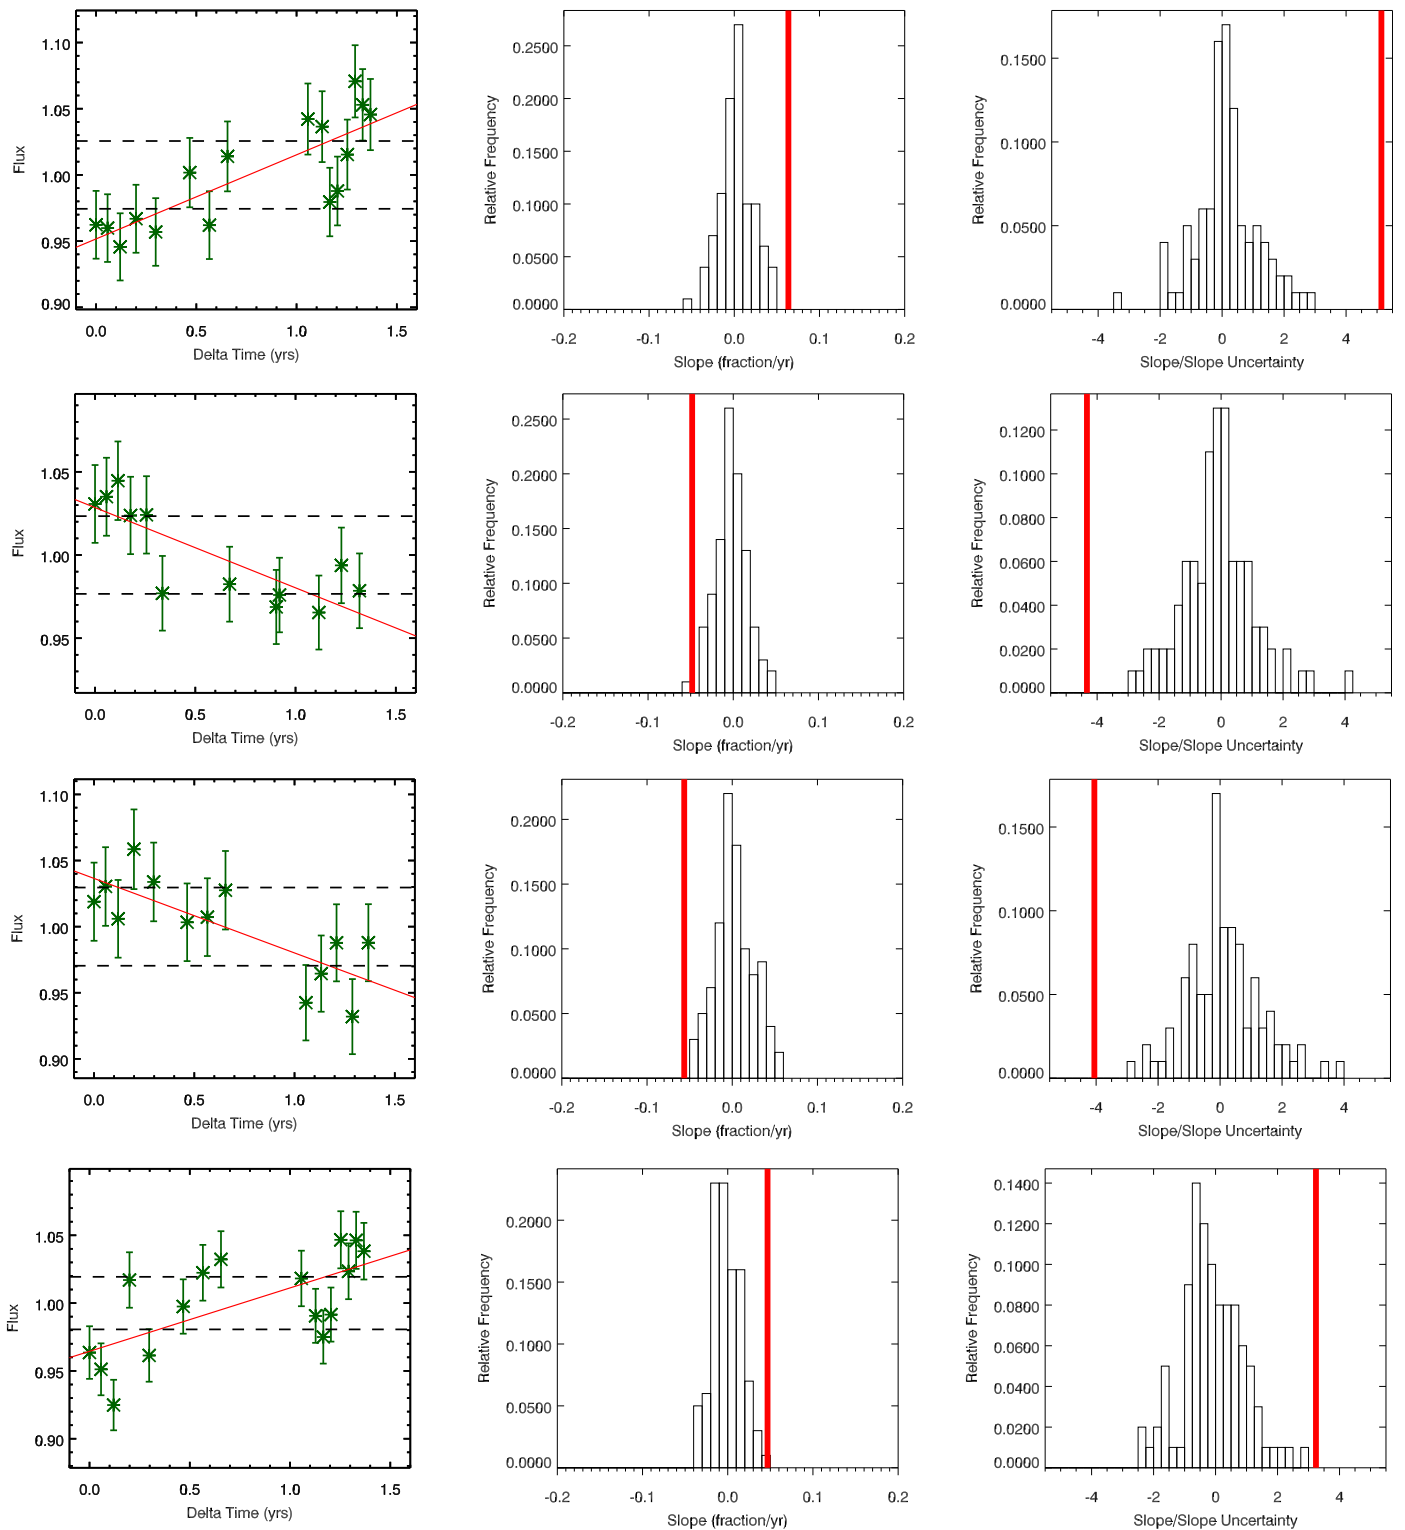 1.10
1.05
1.00
0.95
0.90
Flux
0.0 0.5 1.0 1.5
Delta Time (yrs)
0.2500
0.2000
0.1500
0.1000
0.0500
0.0000
Relative Frequency
-0.2 -0.1 0.0 0.1 0.2
Slope (fraction/yr)
0.1500
0.1000
0.0500
0.0000
Relative Frequency
-4 -2 0 2 4
Slope/Slope Uncertainty
1.05
1.00
0.95
Flux
0.0 0.5 1.0 1.5
Delta Time (yrs)
0.2500
0.2000
0.1500
0.1000
0.0500
0.0000
Relative Frequency
-0.2 -0.1 0.0 0.1 0.2
Slope (fraction/yr)
0.1200
0.1000
0.0800
0.0600
0.0400
0.0200
0.0000
Relative Frequency
-4 -2 0 2 4
Slope/Slope Uncertainty
1.10
1.05
1.00
0.95
0.90
Flux
0.0 0.5 1.0 1.5
Delta Time (yrs)
0.2000
0.1500
0.1000
0.0500
0.0000
Relative Frequency
-0.2 -0.1 0.0 0.1 0.2
Slope (fraction/yr)
0.1500
0.1000
0.0500
0.0000
Relative Frequency
-4 -2 0 2 4
Slope/Slope Uncertainty
1.05
1.00
0.95
0.90
Flux
0.0 0.5 1.0 1.5
Delta Time (yrs)
0.2000
0.1500
0.1000
0.0500
0.0000
Relative Frequency
-0.2 -0.1 0.0 0.1 0.2
Slope (fraction/yr)
0.1400
0.1200
0.1000
0.0800
0.0600
0.0400
0.0200
0.0000
Relative Frequency
-4 -2 0 2 4
Slope/Slope Uncertainty